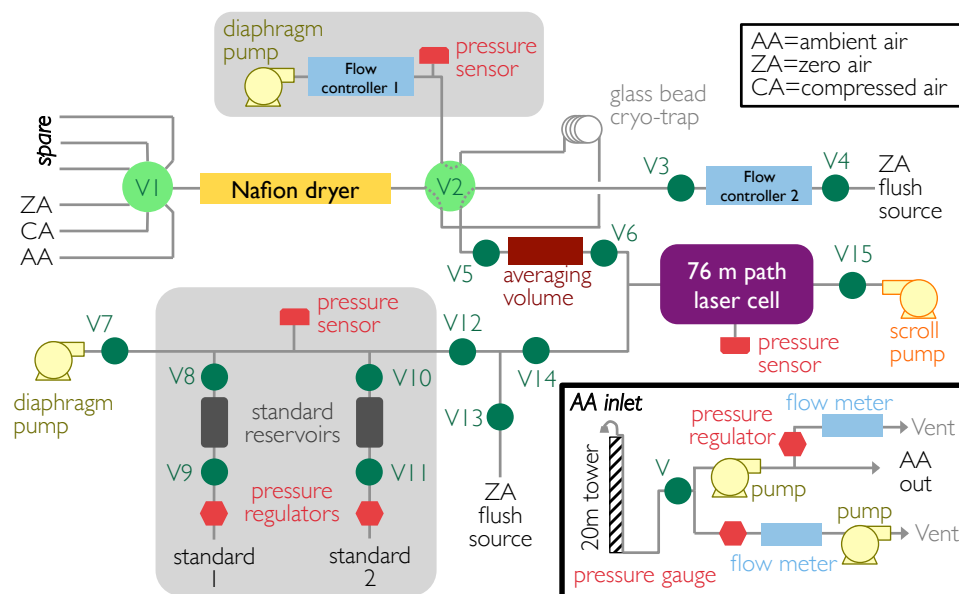 diaphragm
pump
Flow
controller 1
pressure
sensor
AA=ambient air
ZA=zero air
CA=compressed air
glass bead
cryo-trap
spare
V1
Nafion dryer
V2
V3
Flow
controller 2
V4
ZA
flush
source
ZA
CA
AA
V5
V6
averaging
volume
76 m path
laser cell
V15
scroll
pump
pressure
sensor
pressure
sensor
V7
diaphragm
pump
V8
V10
V12
V14
V13
standard
reservoirs
V9
V11
pressure
regulators
standard
1
standard
2
ZA
flush
source
AA inlet
20m tower
V
pressure
regulator
flow meter
Vent
AA
out
pump
pump
Vent
flow meter
pressure gauge